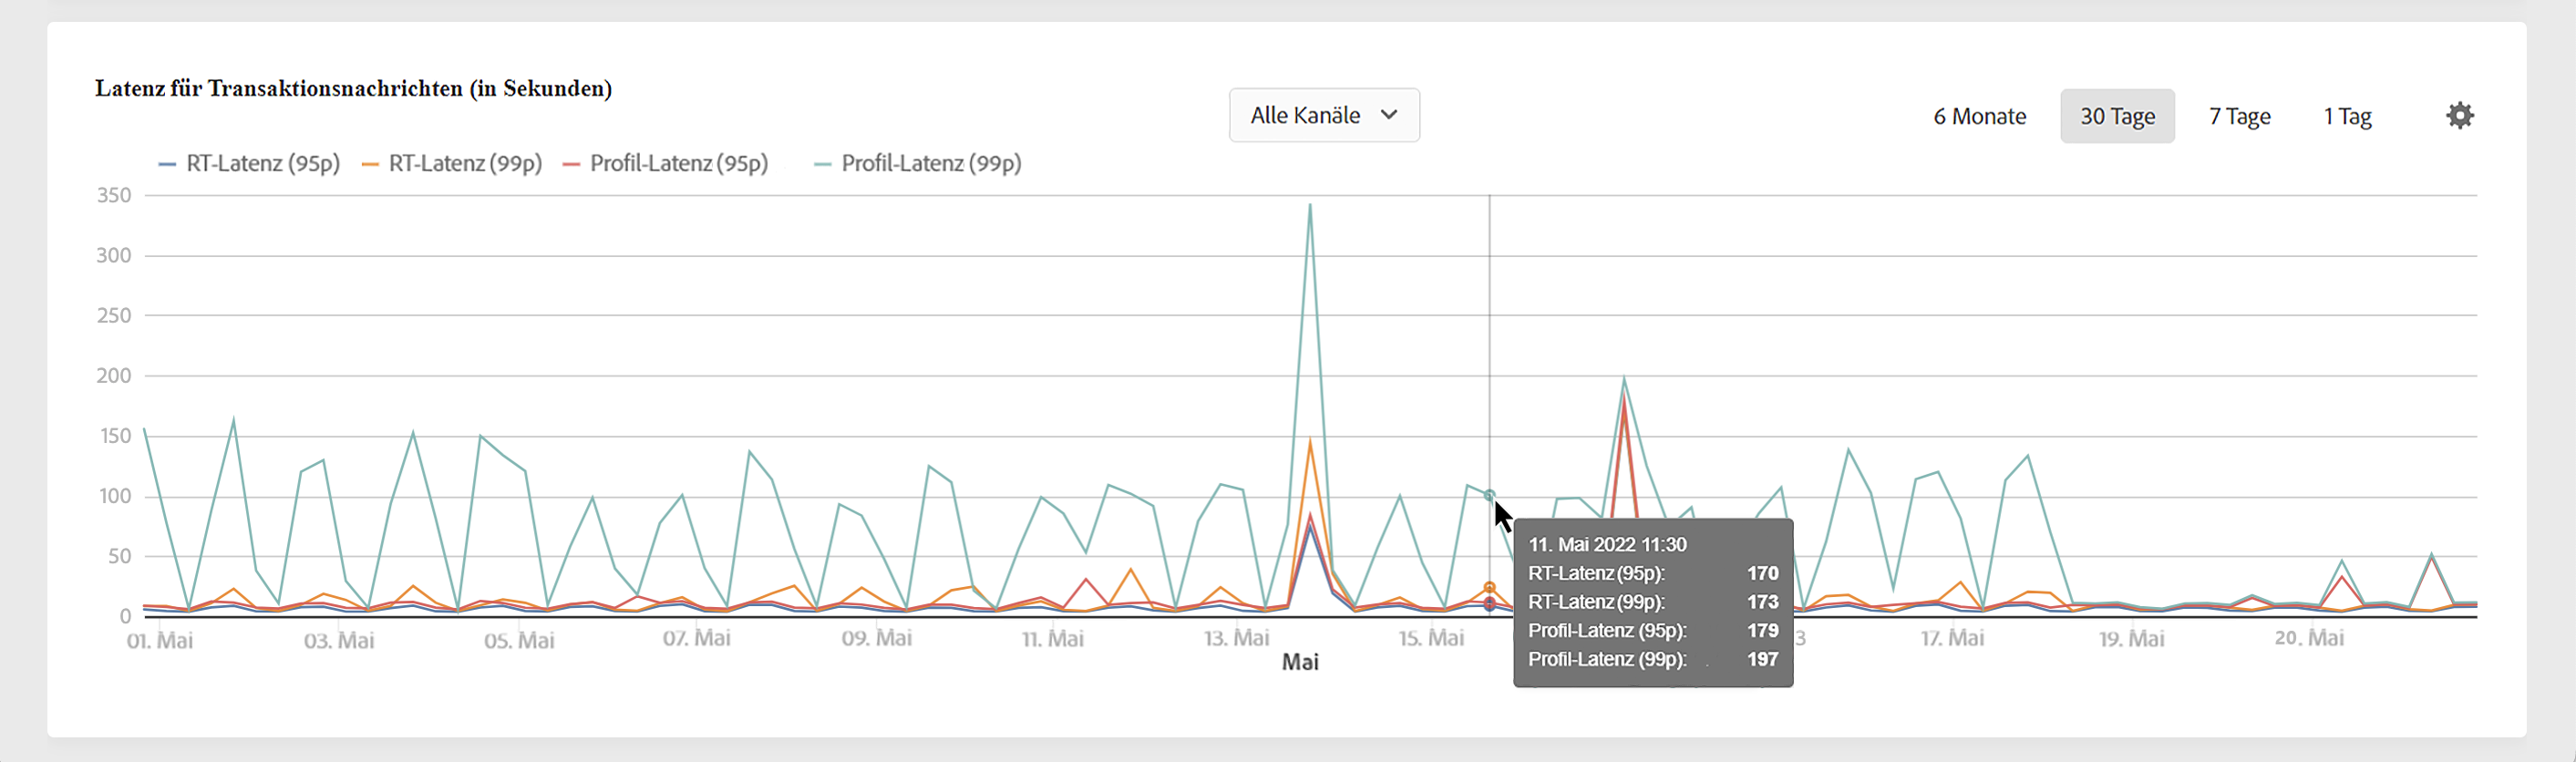 Latenz für Transaktionsnachrichten (in Sekunden)
Alle Kanäle
6 Monate 30 Tage 7 Tage 1 Tag
RT-Latenz (95p) RT-Latenz (99p) Profil-Latenz (95p) Profil-Latenz (99p)
350
300
250
200
150
100
50
0
11. Mai 2022 11:30
RT-Latenz (95p): 170
RT-Latenz (99p): 173
Profil-Latenz (95p): 179
Profil-Latenz (99p): 197
01. Mai 03. Mai 05. Mai 07. Mai 09. Mai 11. Mai 13. Mai 15. Mai 3 17. Mai 19. Mai 20. Mai
Mai